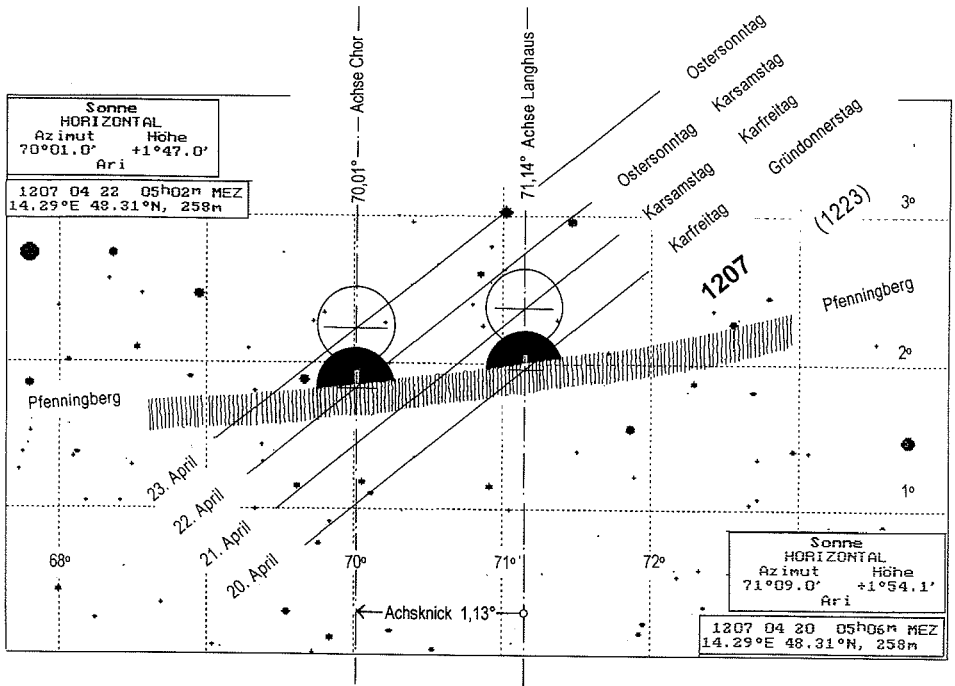 Achse Chor
70,01°
Achse Langhaus
71,14°
Ostersonntag
Karsamstag
Karfreitag
Gründonnerstag
(1223)
Ostersonntag
Karsamstag
Karfreitag
1207
Sonne
HORIZONTAL
Azimut Höhe
70°01.0' +1°47.0'
Ari
1207 04 22 05h02m MEZ
14.29°E 48.31°N, 258m
3°
Pfenningberg
2°
Pfenningberg
1°
23. April
22. April
21. April
20. April
68°
70°
71°
72°
Achsknick 1,13°
Sonne
HORIZONTAL
Azimut Höhe
71°09.0' +1°54.1'
Ari
1207 04 20 05h06m MEZ
14.29°E 48.31°N, 258m